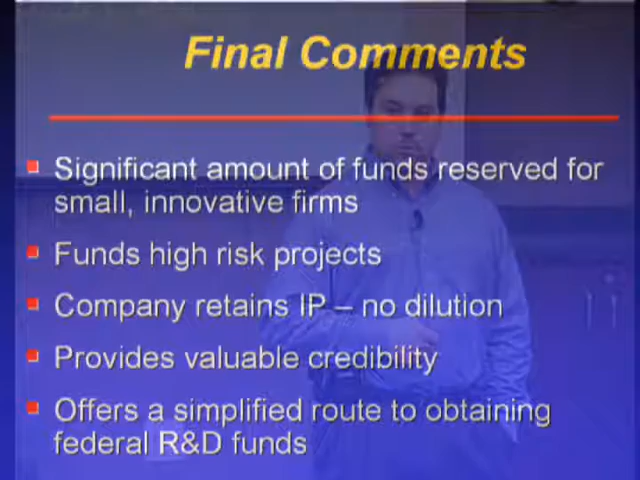 Final Comments
Significant amount of funds reserved for
small, innovative firms
Funds high risk projects
Company retains IP – no dilution
Provides valuable credibility
Offers a simplified route to obtaining
federal R&D funds